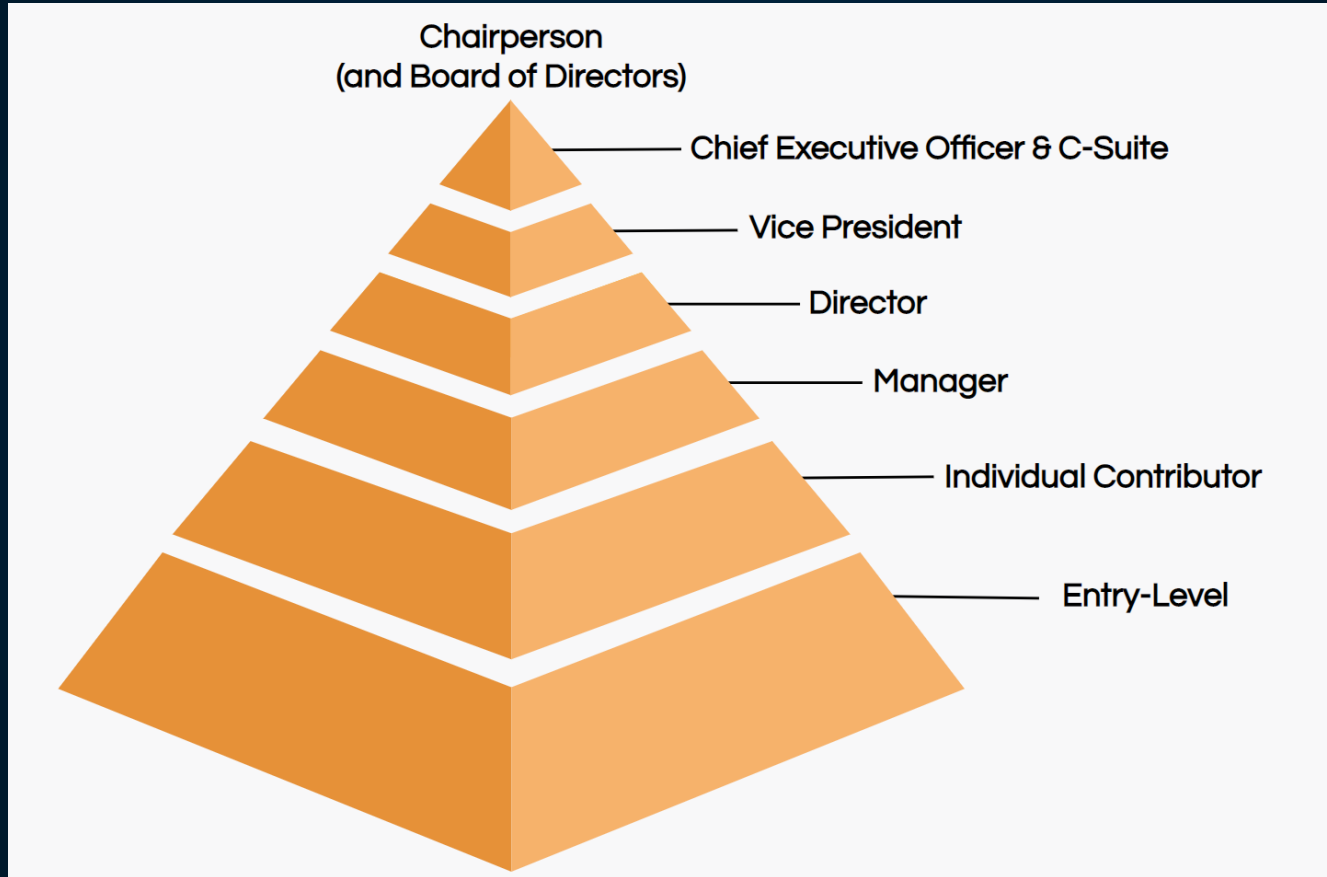 Chairperson
(and Board of Directors)
Chief Executive Officer & C-Suite
Vice President
Director
Manager
Individual Contributor
Entry-Level